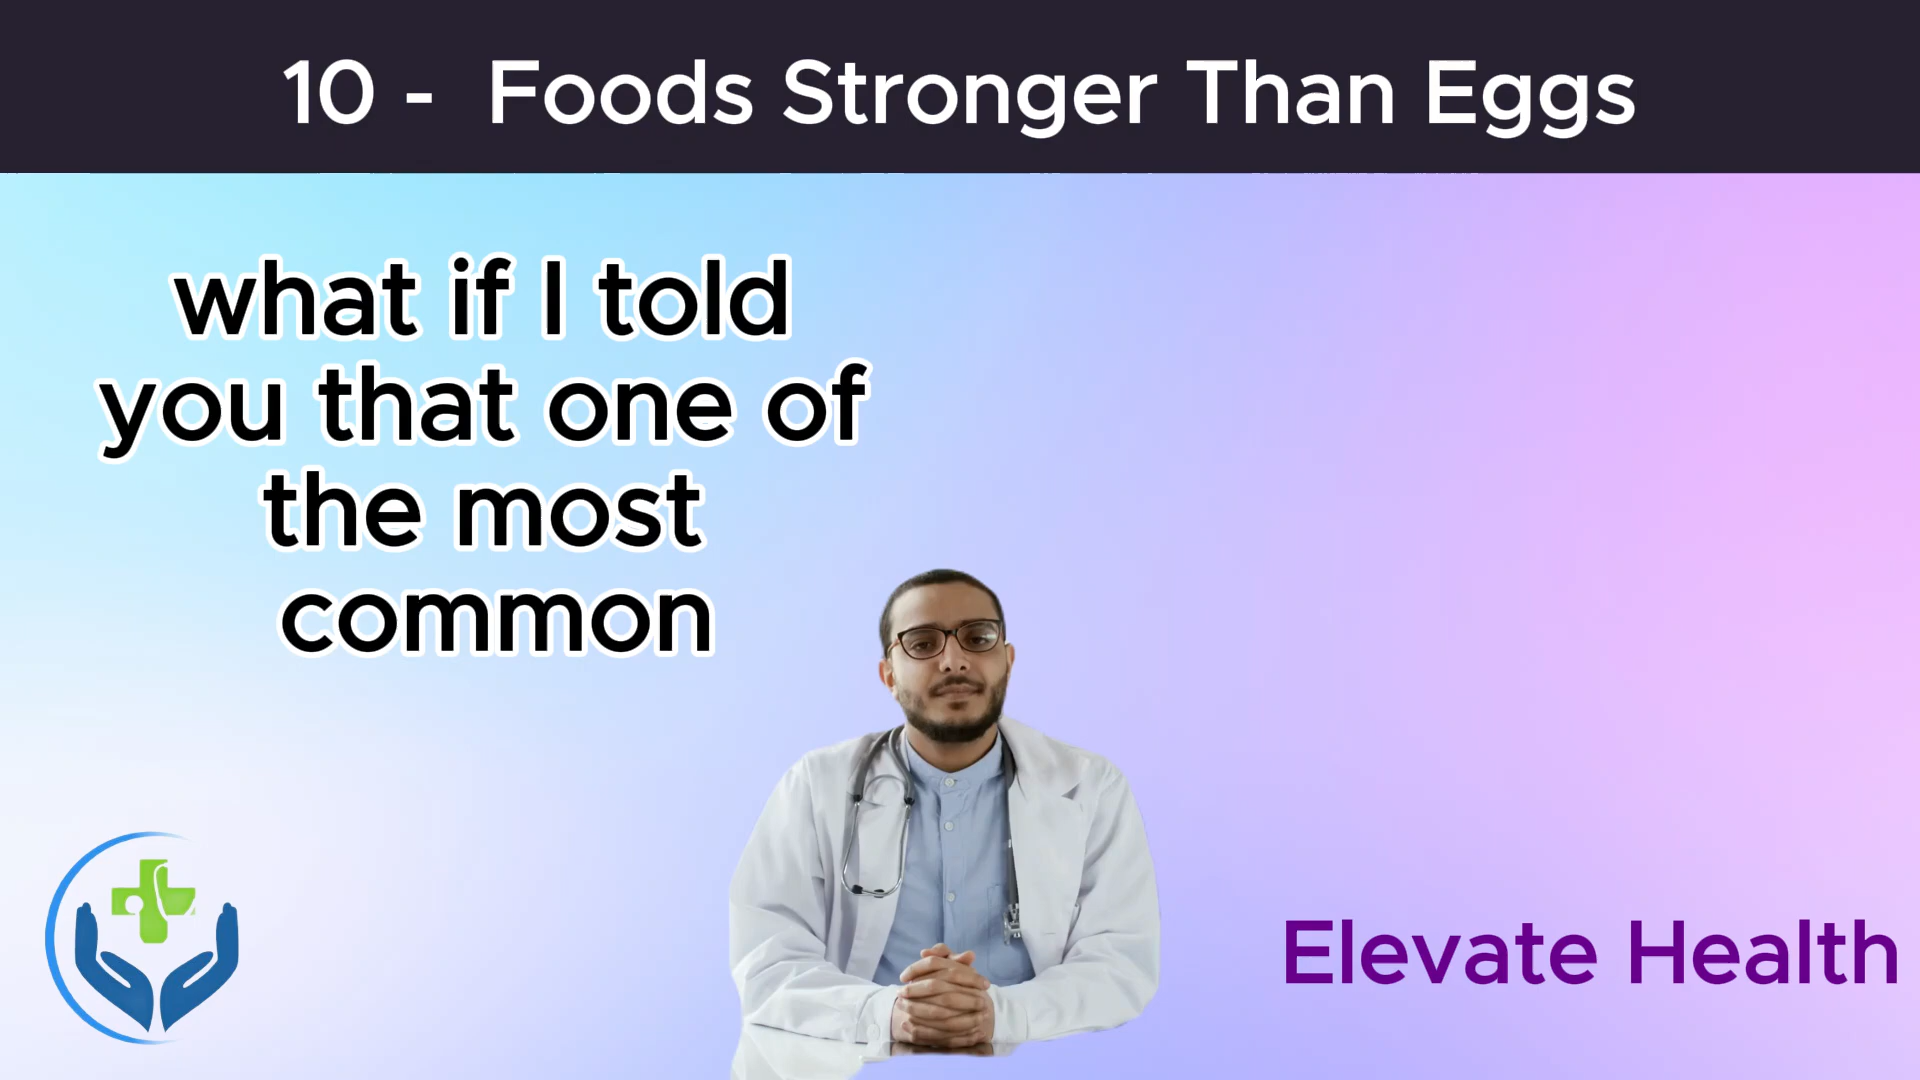 10 -  Foods Stronger Than Eggs
what if I told
you that one of
the most
common
Elevate Health